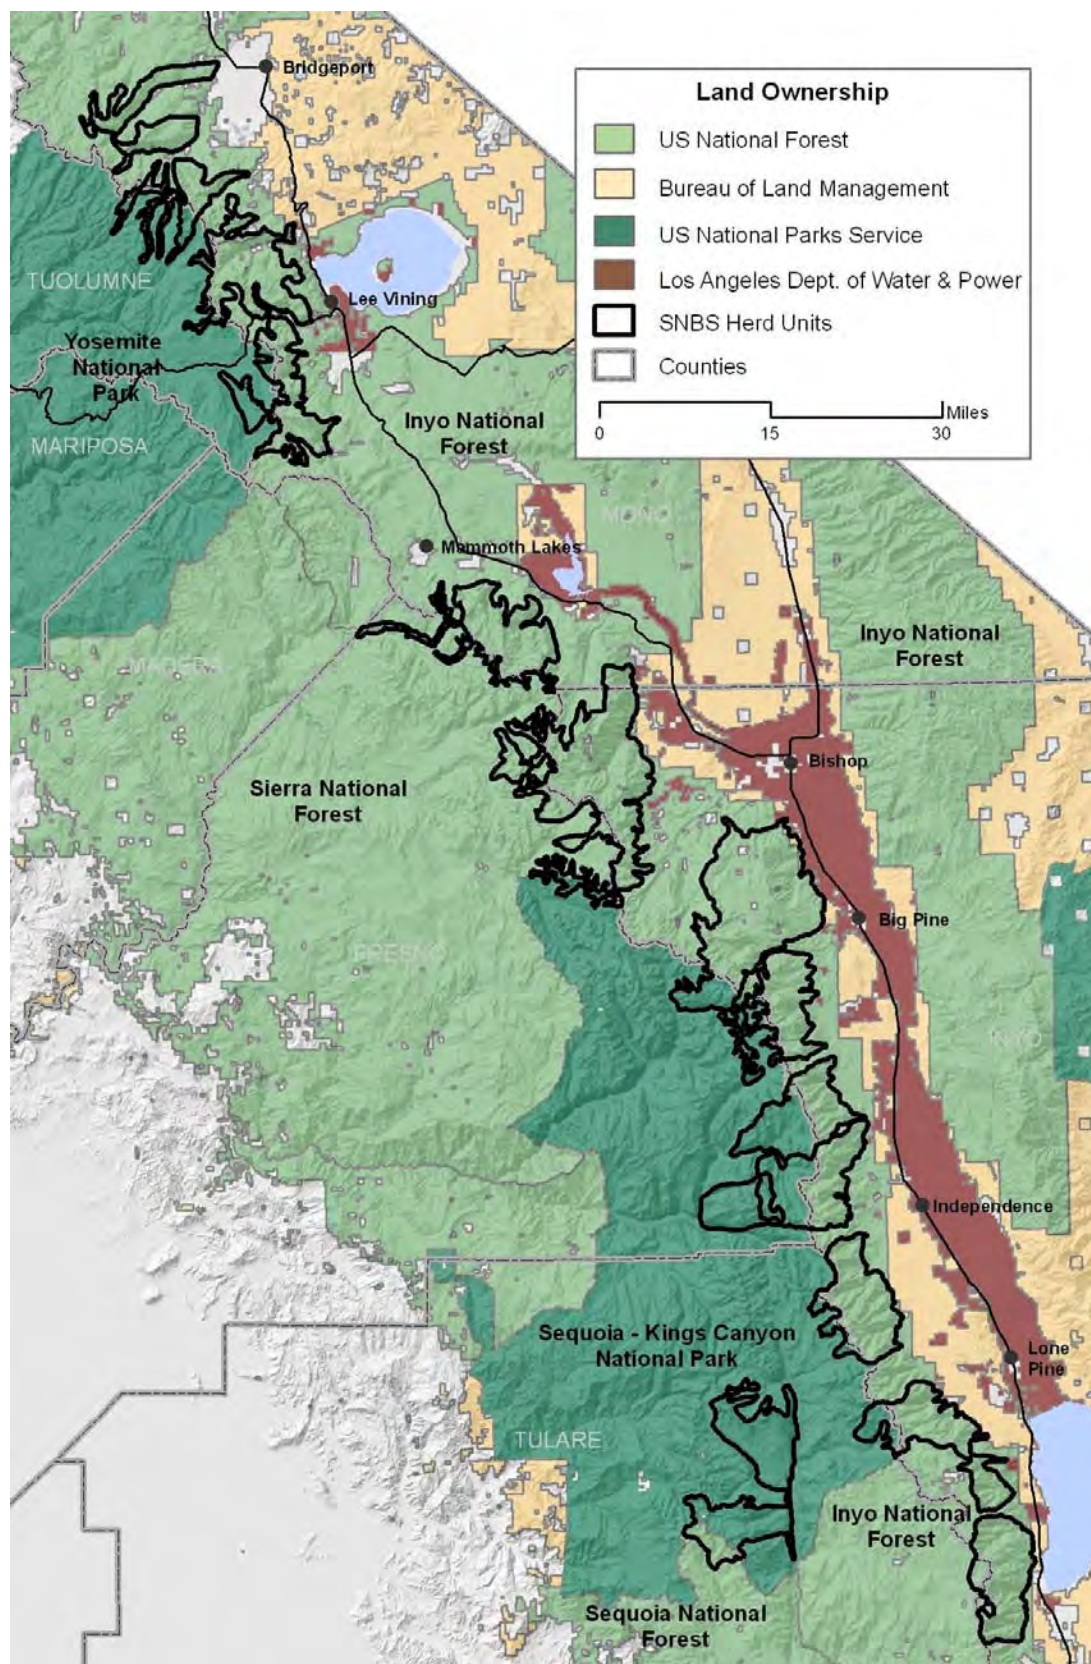 Bridgeport
Land Ownership
US National Forest
Bureau of Land Management
US National Parks Service
Los Angeles Dept. of Water & Power
SNBS Herd Units
Counties
Miles
0 15 30
TUOLUMNE
Lee Vining
Yosemite
National
Park
MARIPOSA
Inyo National
Forest
MONO
Mammoth Lakes
Inyo National
Forest
MADERA
Bishop
Sierra National
Forest
Big Pine
FRESNO
INYO
Independence
Sequoia - Kings Canyon
National Park
Lone
Pine
TULARE
Inyo National
Forest
Sequoia National
Forest